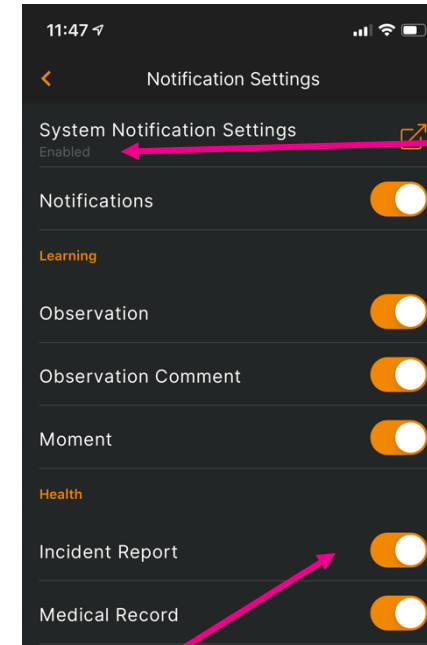 11:47
Notification Settings
System Notification Settings
Enabled
Notifications
Learning
Observation
Observation Comment
Moment
Health
Incident Report
Medical Record